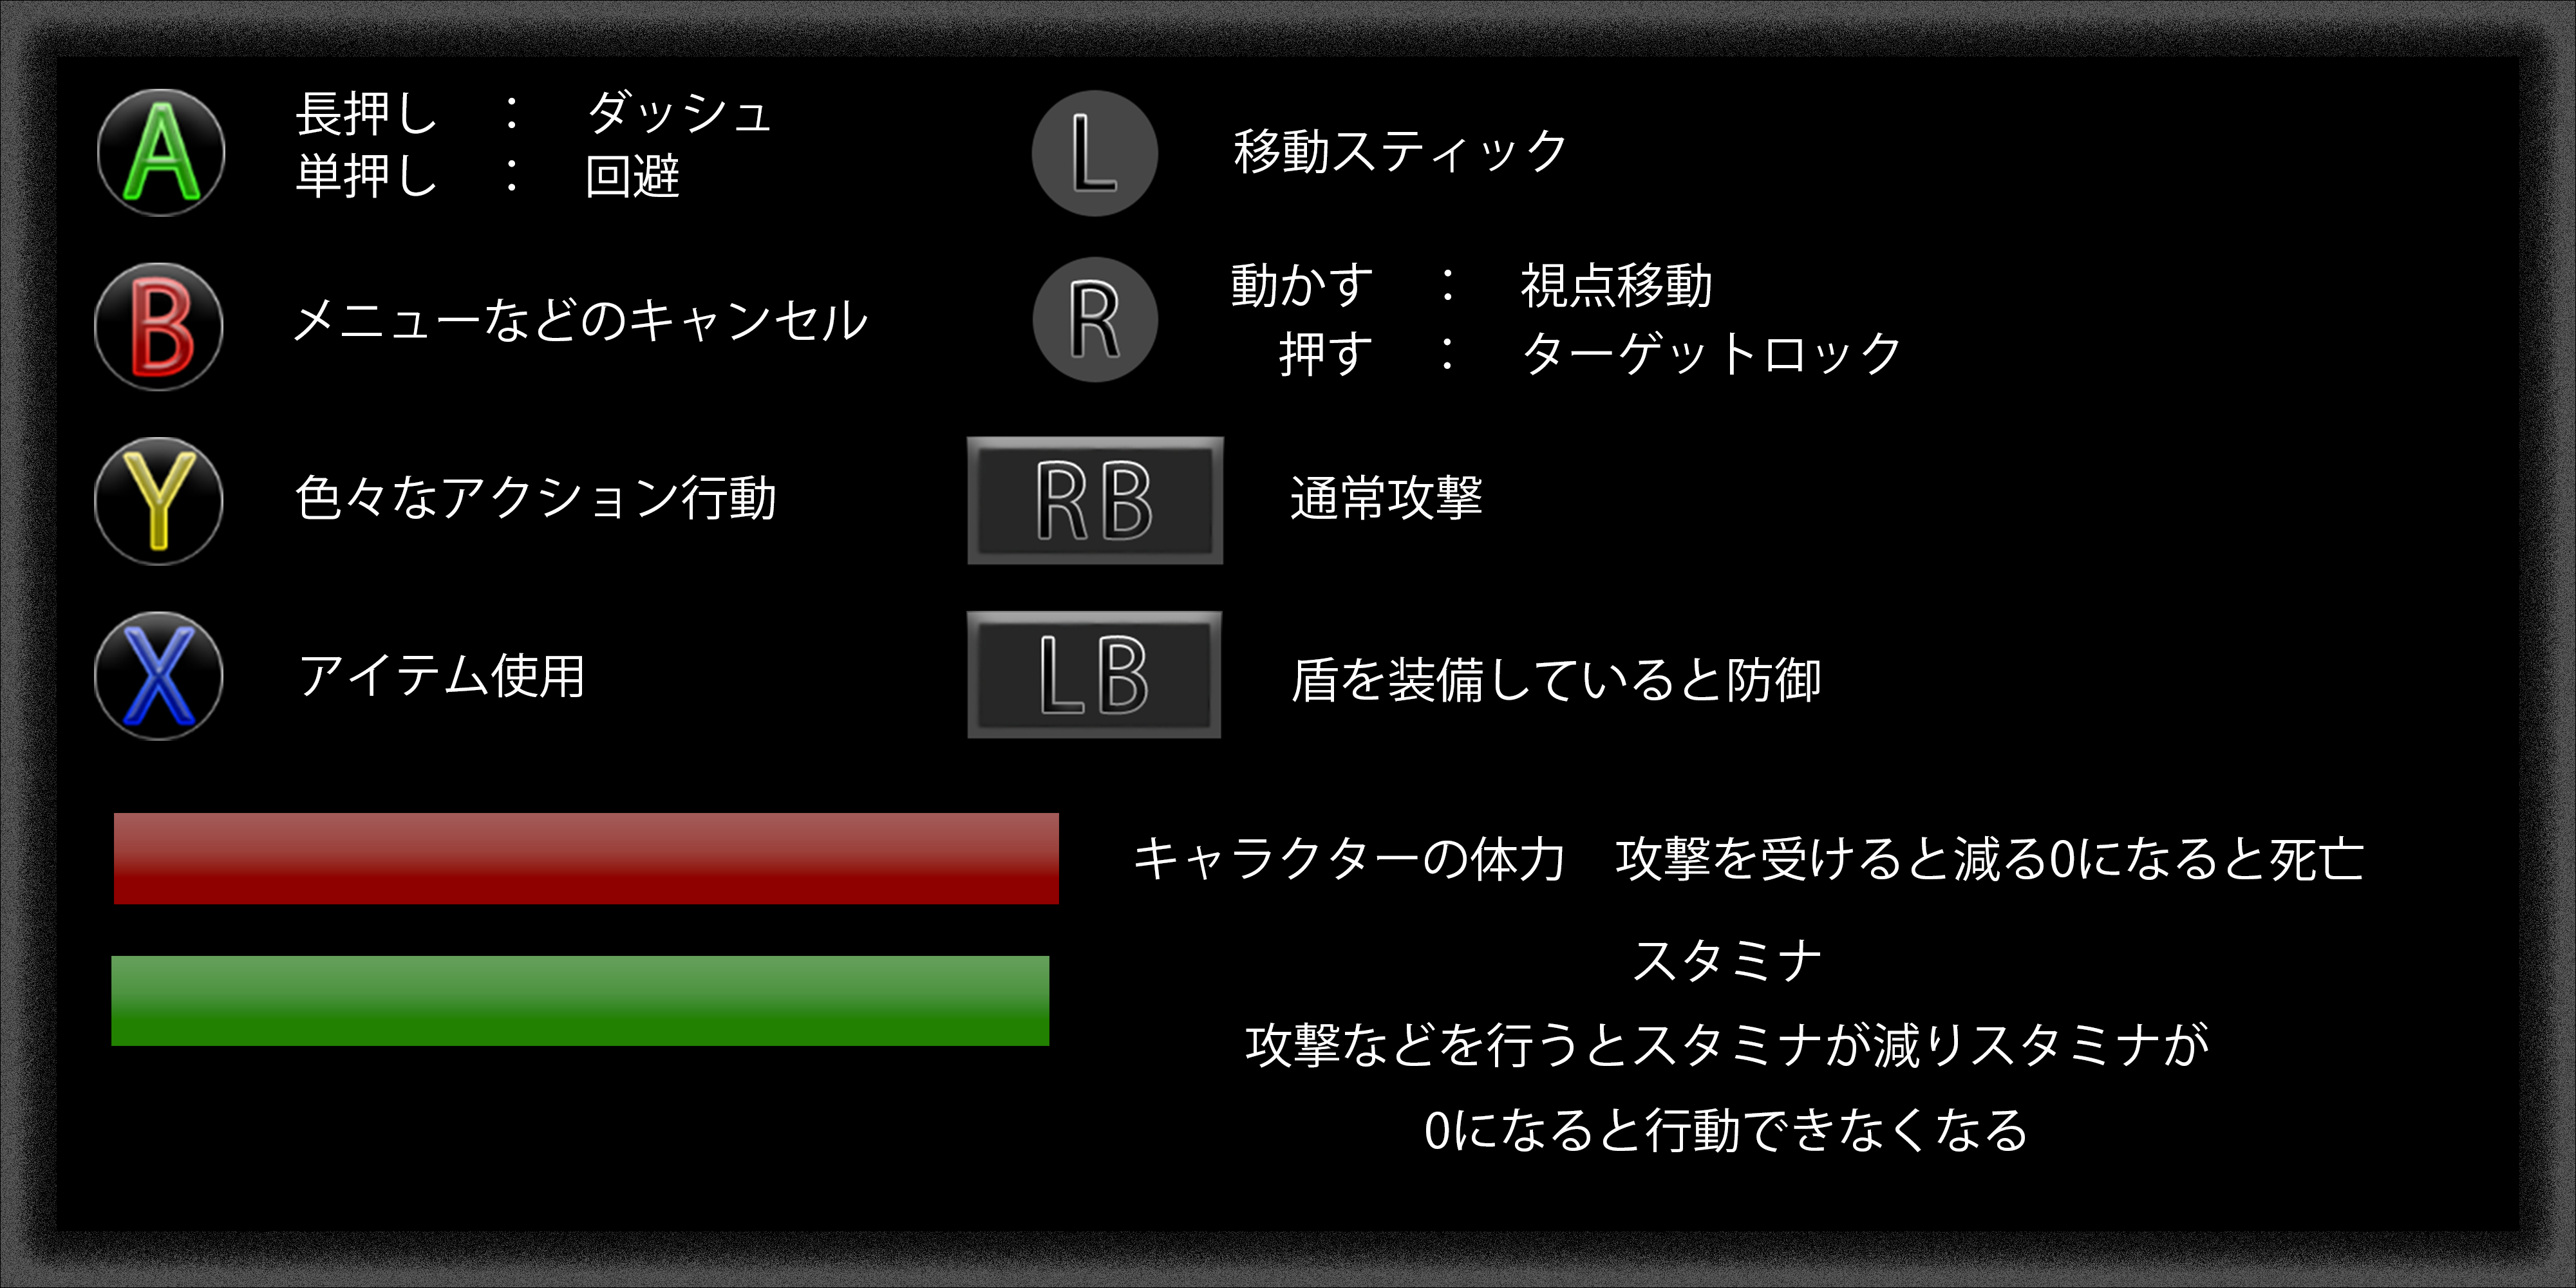 A
長押し : ダッシュ
単押し : 回避
B
メニューなどのキャンセル
Y
色々なアクション行動
X
アイテム使用
L
移動スティック
R
動かす : 視点移動
押す : ターゲットロック
RB
通常攻撃
LB
盾を装備していると防御
キャラクターの体力　攻撃を受けると減る0になると死亡
スタミナ
攻撃などを行うとスタミナが減りスタミナが
0になると行動できなくなる